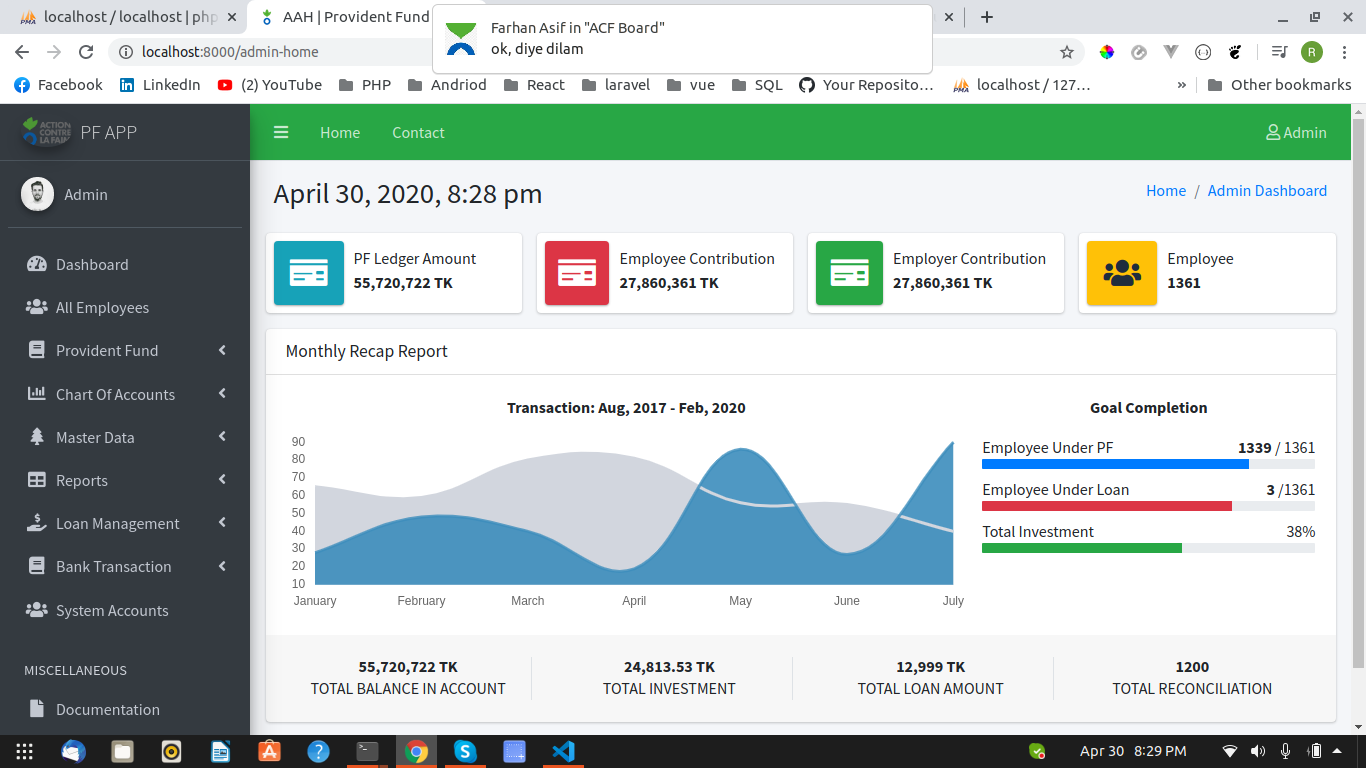 localhost / localhost | php
AAH | Provident Fund
Farhan Asif in "ACF Board"
ok, diye dilam
localhost:8000/admin-home
R
Facebook
LinkedIn
(2) YouTube
PHP
Andriod
React
laravel
vue
SQL
Your Reposito…
localhost / 127…
»
Other bookmarks
ACTION
CONTRE
LA FAIM
PF APP
Home
Contact
Admin
Admin
April 30, 2020, 8:28 pm
Home / Admin Dashboard
Dashboard
All Employees
Provident Fund
Chart Of Accounts
Master Data
Reports
Loan Management
Bank Transaction
System Accounts
MISCELLANEOUS
Documentation
PF Ledger Amount
55,720,722 TK
Employee Contribution
27,860,361 TK
Employer Contribution
27,860,361 TK
Employee
1361
Monthly Recap Report
Transaction: Aug, 2017 - Feb, 2020
90
80
70
60
50
40
30
20
10
January February March April May June July
Goal Completion
Employee Under PF 1339 / 1361
Employee Under Loan 3 /1361
Total Investment 38%
55,720,722 TK
TOTAL BALANCE IN ACCOUNT
24,813.53 TK
TOTAL INVESTMENT
12,999 TK
TOTAL LOAN AMOUNT
1200
TOTAL RECONCILIATION
Apr 30 8:29 PM